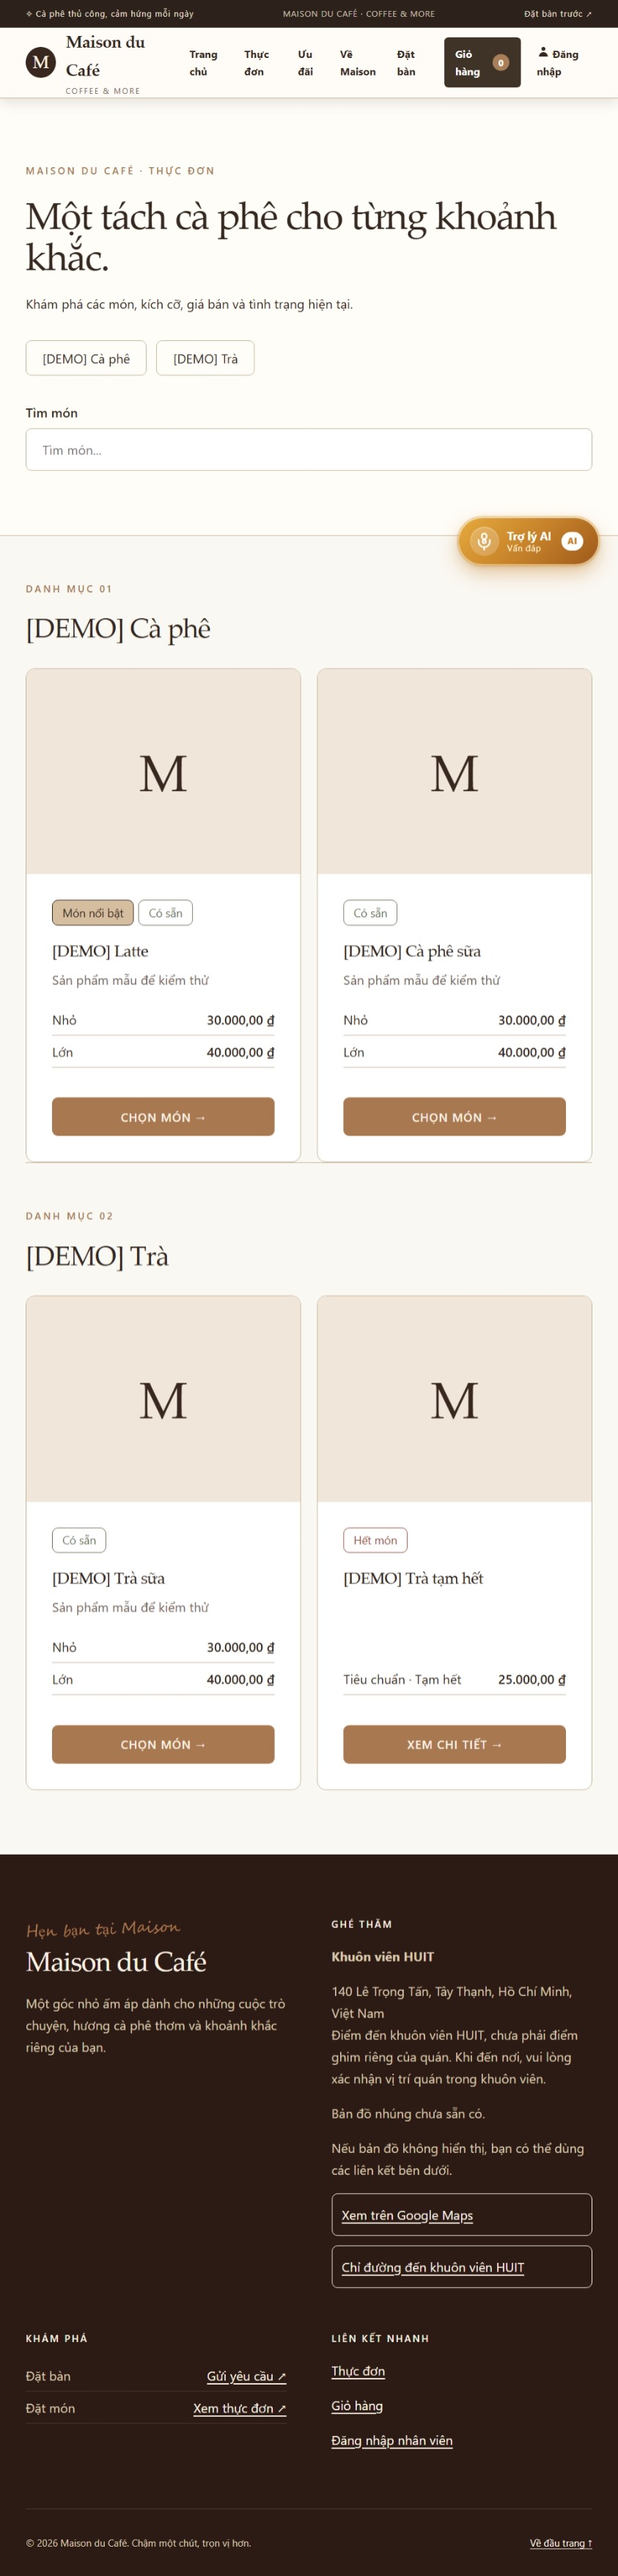 ✧ Cà phê thủ công, cảm hứng mỗi ngày
MAISON DU CAFÉ · COFFEE & MORE
Đặt bàn trước ↗
M
Maison du
Café
COFFEE & MORE
Trang
chủ
Thực
đơn
Ưu
đãi
Về
Maison
Đặt
bàn
Giỏ
hàng
0
Đăng
nhập
MAISON DU CAFÉ · THỰC ĐƠN
Một tách cà phê cho từng khoảnh
khắc.
Khám phá các món, kích cỡ, giá bán và tình trạng hiện tại.
[DEMO] Cà phê
[DEMO] Trà
Tìm món
Tìm món...
Trợ lý AI
Vấn đáp
AI
DANH MỤC 01
[DEMO] Cà phê
M
Món nổi bật
Có sẵn
[DEMO] Latte
Sản phẩm mẫu để kiểm thử
Nhỏ 30.000,00 ₫
Lớn 40.000,00 ₫
CHỌN MÓN →
M
Có sẵn
[DEMO] Cà phê sữa
Sản phẩm mẫu để kiểm thử
Nhỏ 30.000,00 ₫
Lớn 40.000,00 ₫
CHỌN MÓN →
DANH MỤC 02
[DEMO] Trà
M
Có sẵn
[DEMO] Trà sữa
Sản phẩm mẫu để kiểm thử
Nhỏ 30.000,00 ₫
Lớn 40.000,00 ₫
CHỌN MÓN →
M
Hết món
[DEMO] Trà tạm hết
Tiêu chuẩn · Tạm hết 25.000,00 ₫
XEM CHI TIẾT →
Hẹn bạn tại Maison
Maison du Café
Một góc nhỏ ấm áp dành cho những cuộc trò
chuyện, hương cà phê thơm và khoảnh khắc
riêng của bạn.
GHÉ THĂM
Khuôn viên HUIT
140 Lê Trọng Tấn, Tây Thạnh, Hồ Chí Minh,
Việt Nam
Điểm đến khuôn viên HUIT, chưa phải điểm
ghim riêng của quán. Khi đến nơi, vui lòng
xác nhận vị trí quán trong khuôn viên.
Bản đồ nhúng chưa sẵn có.
Nếu bản đồ không hiển thị, bạn có thể dùng
các liên kết bên dưới.
Xem trên Google Maps
Chỉ đường đến khuôn viên HUIT
KHÁM PHÁ
Đặt bàn Gửi yêu cầu ↗
Đặt món Xem thực đơn ↗
LIÊN KẾT NHANH
Thực đơn
Giỏ hàng
Đăng nhập nhân viên
© 2026 Maison du Café. Chậm một chút, trọn vị hơn.
Về đầu trang ↑